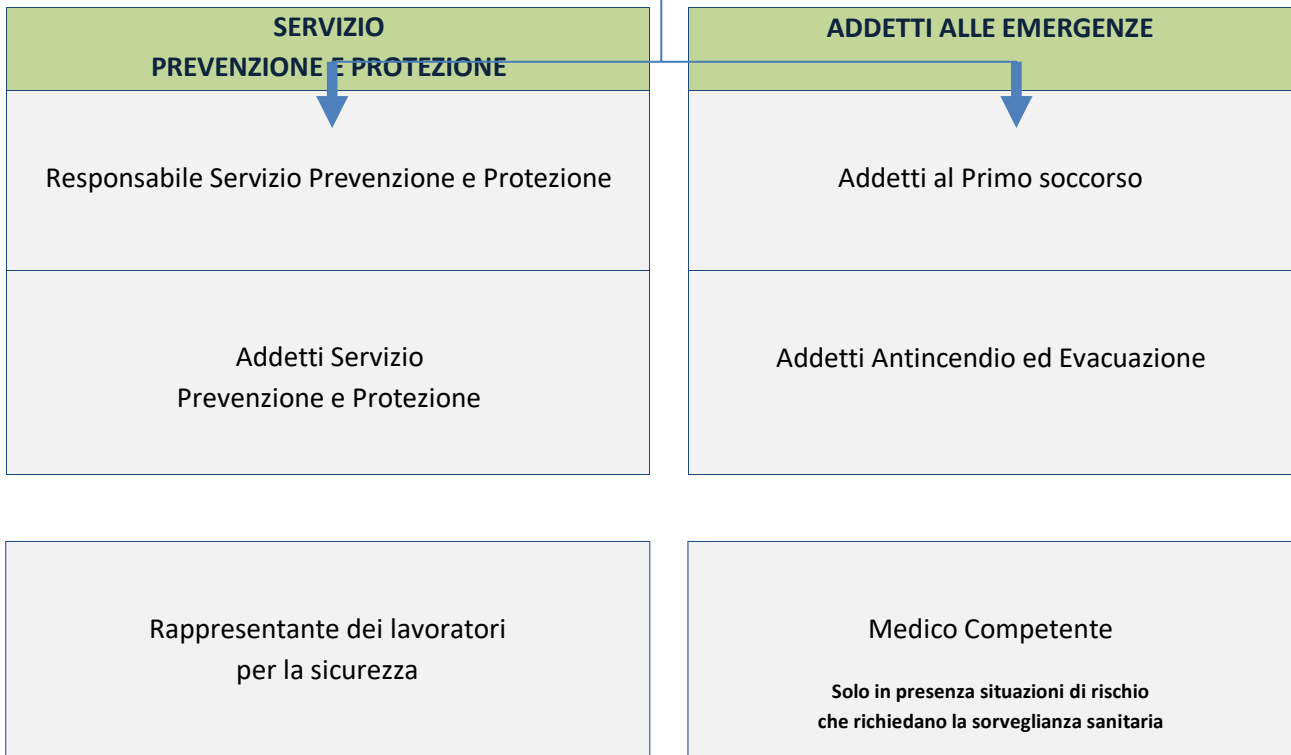 SERVIZIO
PREVENZIONE E PROTEZIONE
Responsabile Servizio Prevenzione e Protezione
Addetti Servizio
Prevenzione e Protezione
ADDETTI ALLE EMERGENZE
Addetti al Primo soccorso
Addetti Antincendio ed Evacuazione
Rappresentante dei lavoratori
per la sicurezza
Medico Competente
Solo in presenza situazioni di rischio
che richiedano la sorveglianza sanitaria